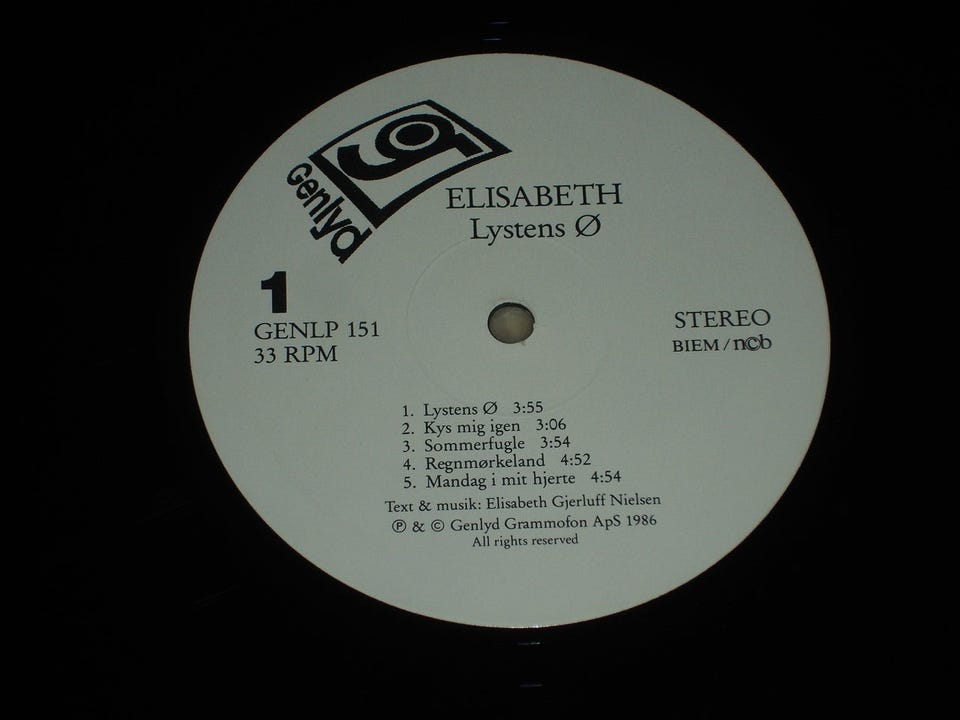 Genlyd
ELISABETH
Lystens Ø
1
GENLP 151
33 RPM
STEREO
BIEM / n©b
1. Lystens Ø 3:55
2. Kys mig igen 3:06
3. Sommerfugle 3:54
4. Regnmørkeland 4:52
5. Mandag i mit hjerte 4:54
Text & musik: Elisabeth Gjerluff Nielsen
℗ & © Genlyd Grammofon ApS 1986
All rights reserved